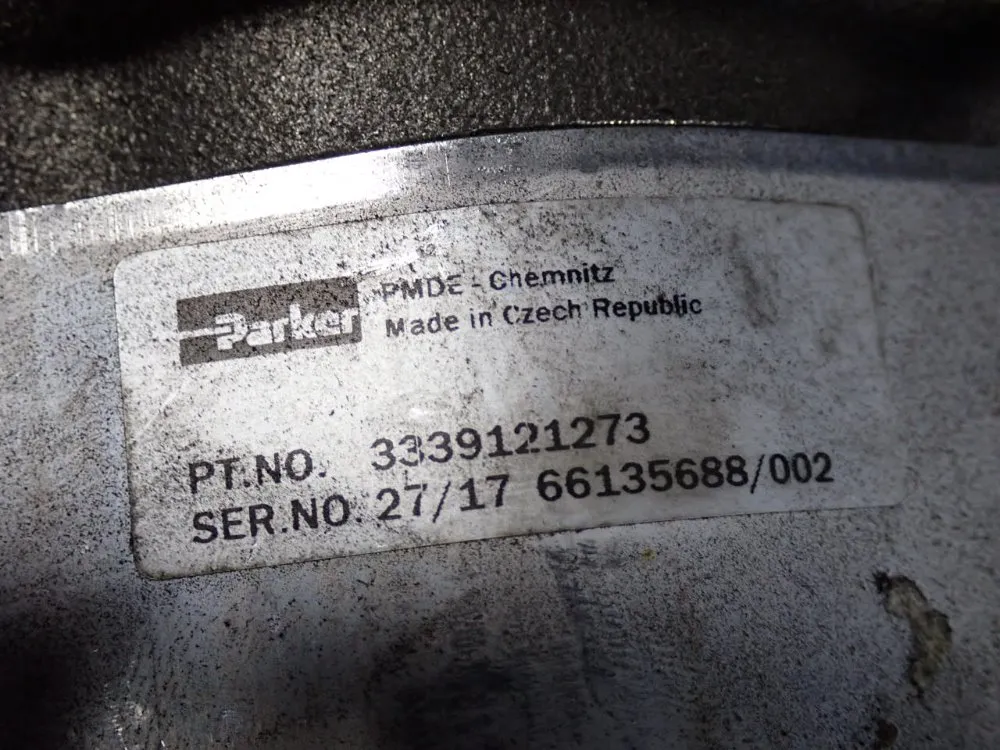 Parker
PMDE - Chemnitz
Made in Czech Republic
PT.NO. 3339121273
SER.NO. 27/17 66135688/002